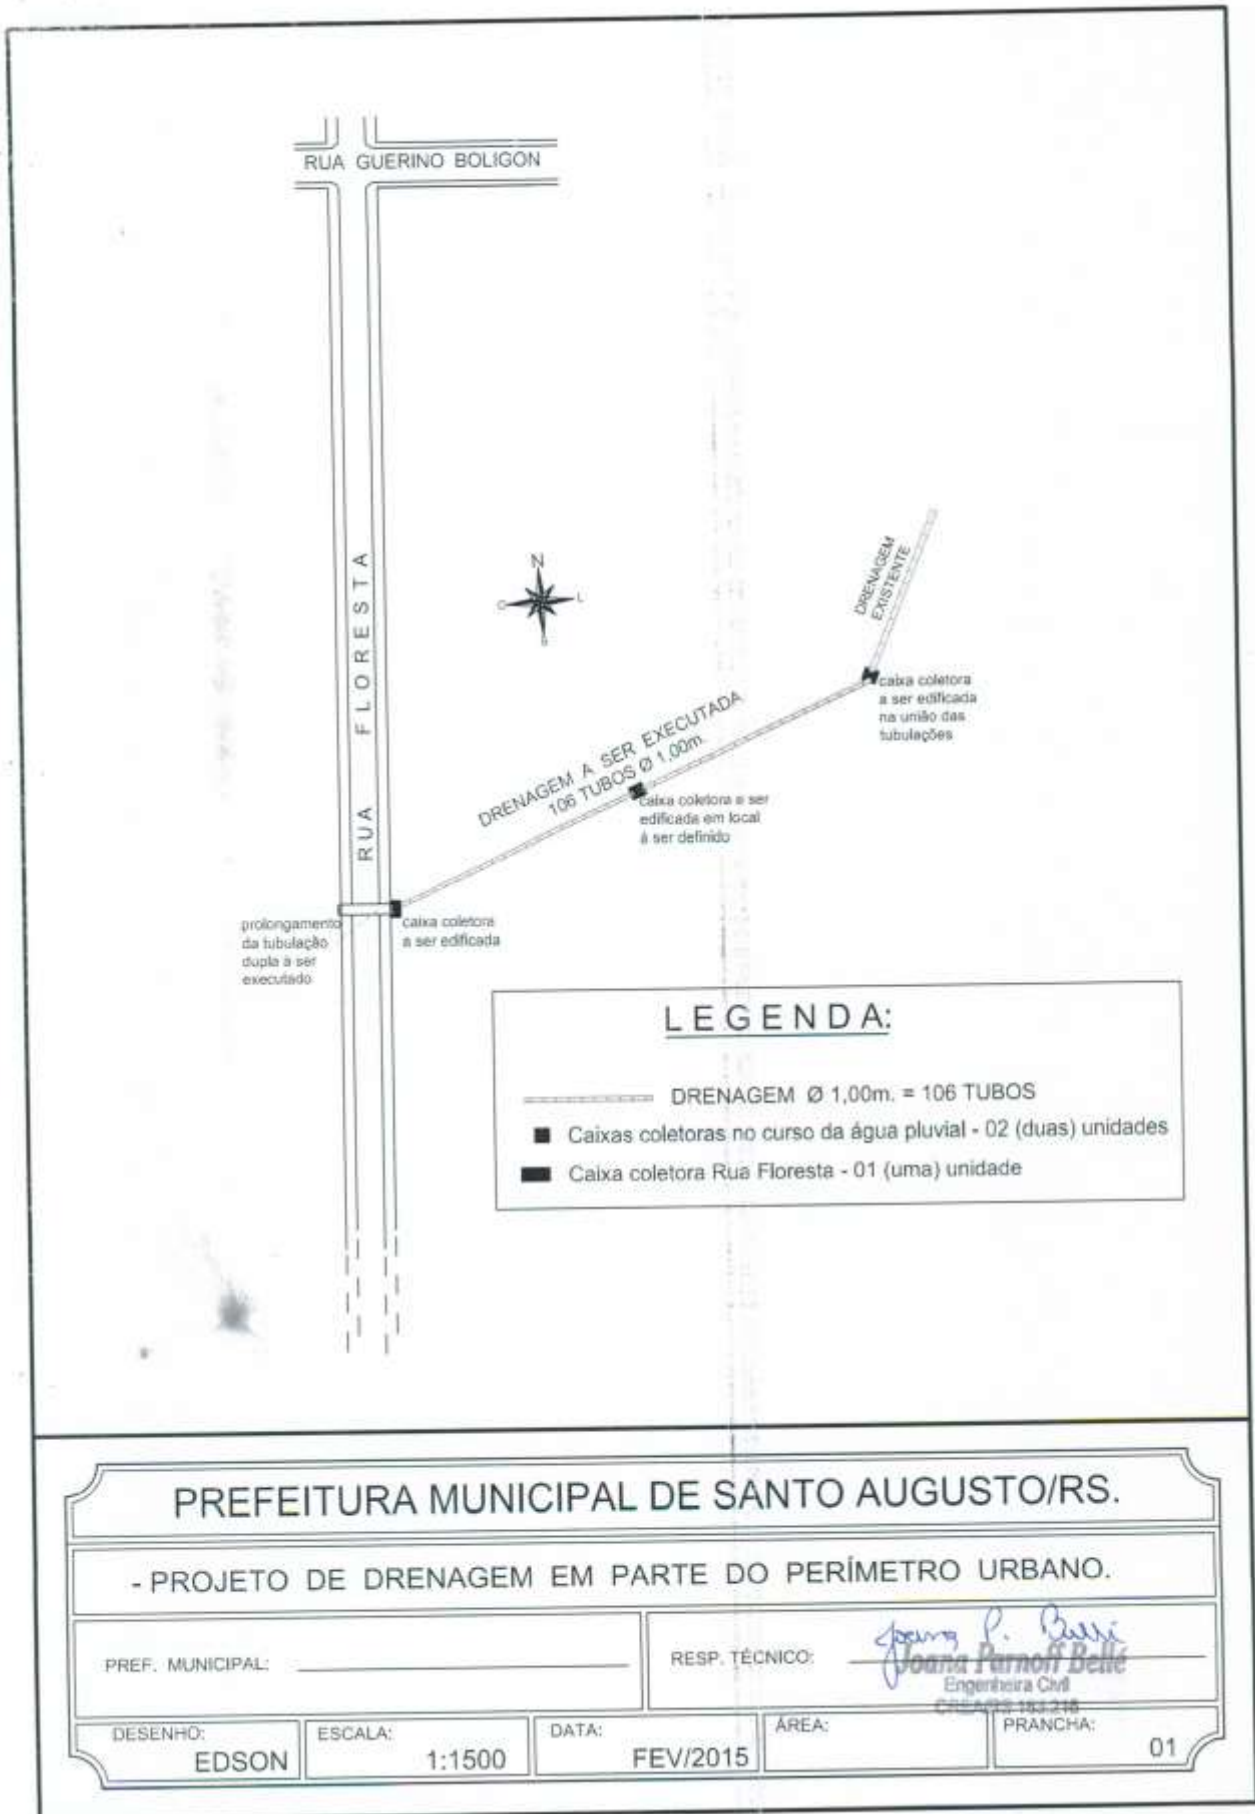 RUA GUERINO BOLIGON
RUA FLORESTA
N
O
L
S
DRENAGEM
EXISTENTE
caixa coletora
a ser edificada
na união das
tubulações
DRENAGEM A SER EXECUTADA
106 TUBOS Ø 1,00m.
caixa coletora a ser
edificada em local
à ser definido
prolongamento
da tubulação
dupla à ser
executado
caixa coletora
a ser edificada
LEGENDA:
DRENAGEM Ø 1,00m. = 106 TUBOS
Caixas coletoras no curso da água pluvial - 02 (duas) unidades
Caixa coletora Rua Floresta - 01 (uma) unidade
PREFEITURA MUNICIPAL DE SANTO AUGUSTO/RS.
- PROJETO DE DRENAGEM EM PARTE DO PERÍMETRO URBANO.
PREF. MUNICIPAL:
RESP. TÉCNICO:
Joana Parnoff Bellé
Engenheira Civil
DESENHO:
EDSON
ESCALA:
1:1500
DATA:
FEV/2015
ÁREA:
PRANCHA:
01